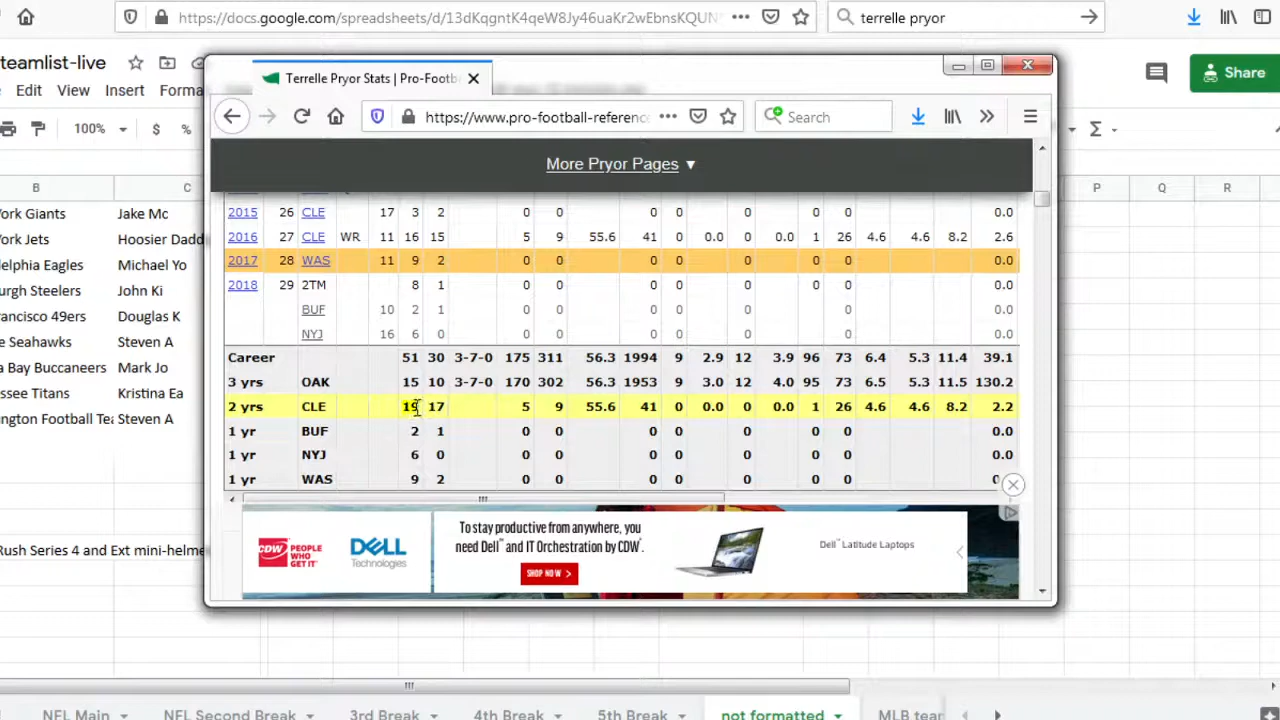 https://docs.google.com/spreadsheets/d/13dKqgntK4qeW8Jy46uaKr2wEbnsKQUN
terrelle pryor
teamlist-live
Edit View Insert Forma
Share
100% $ %
B C P Q R
Terrelle Pryor Stats | Pro-Footb
https://www.pro-football-referenc
Search
More Pryor Pages ▼
2015 26 CLE 17 3 2 0 0 0 0 0 0 0 0.0
2016 27 CLE WR 11 16 15 5 9 55.6 41 0 0.0 0 0.0 1 26 4.6 4.6 8.2 2.6
2017 28 WAS 11 9 2 0 0 0 0 0 0 0 0.0
2018 29 2TM 8 1 0 0 0 0 0 0 0 0.0
BUF 10 2 1 0 0 0 0 0 0 0 0.0
NYJ 16 6 0 0 0 0 0 0 0 0 0.0
Career 51 30 3-7-0 175 311 56.3 1994 9 2.9 12 3.9 96 73 6.4 5.3 11.4 39.1
3 yrs OAK 15 10 3-7-0 170 302 56.3 1953 9 3.0 12 4.0 95 73 6.5 5.3 11.5 130.2
2 yrs CLE 19 17 5 9 55.6 41 0 0.0 0 0.0 1 26 4.6 4.6 8.2 2.2
1 yr BUF 2 1 0 0 0 0 0 0 0 0.0
1 yr NYJ 6 0 0 0 0 0 0 0 0 0.0
1 yr WAS 9 2 0 0 0 0 0 0 0
ork Giants Jake Mc
ork Jets Hoosier Dadd
elphia Eagles Michael Yo
urgh Steelers John Ki
rancisco 49ers Douglas K
e Seahawks Steven A
a Bay Buccaneers Mark Jo
ssee Titans Kristina Ea
ngton Football Tea Steven A
Rush Series 4 and Ext mini-helme
CDW PEOPLE WHO GET IT
DELL Technologies
To stay productive from anywhere, you
need Dell™ and IT Orchestration by CDW®.
SHOP NOW >
Dell™ Latitude Laptops
NFL Main NFL Second Break 3rd Break 4th Break 5th Break not formatted MLB tear